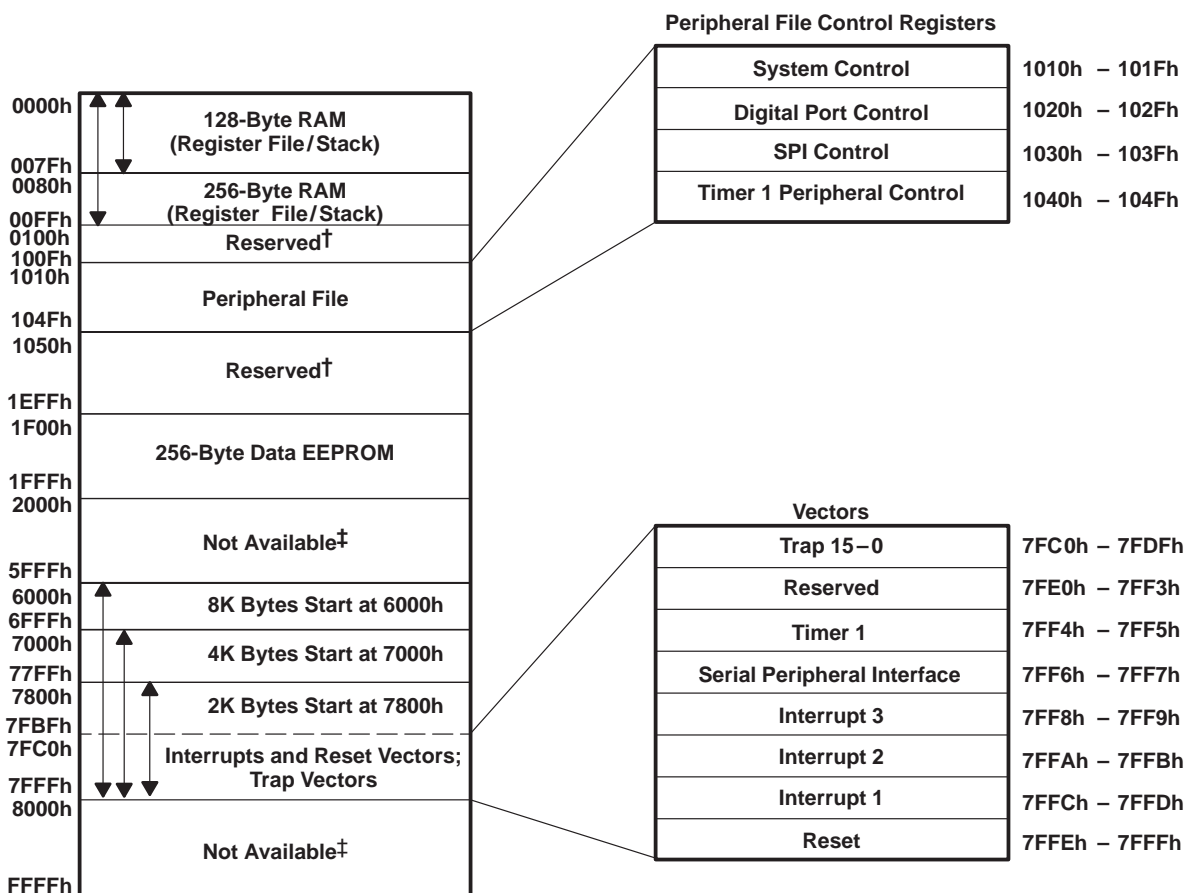 Peripheral File Control Registers
System Control 1010h – 101Fh
Digital Port Control 1020h – 102Fh
SPI Control 1030h – 103Fh
Timer 1 Peripheral Control 1040h – 104Fh
0000h
128-Byte RAM
(Register File/Stack)
007Fh
0080h
256-Byte RAM
(Register File/Stack)
00FFh
0100h
Reserved†
100Fh
1010h
Peripheral File
104Fh
1050h
Reserved†
1EFFh
1F00h
256-Byte Data EEPROM
1FFFh
2000h
Not Available‡
5FFFh
6000h
8K Bytes Start at 6000h
6FFFh
7000h
4K Bytes Start at 7000h
77FFh
7800h
2K Bytes Start at 7800h
7FBFh
7FC0h
Interrupts and Reset Vectors;
Trap Vectors
7FFFh
8000h
Not Available‡
FFFFh
Vectors
Trap 15–0 7FC0h – 7FDFh
Reserved 7FE0h – 7FF3h
Timer 1 7FF4h – 7FF5h
Serial Peripheral Interface 7FF6h – 7FF7h
Interrupt 3 7FF8h – 7FF9h
Interrupt 2 7FFAh – 7FFBh
Interrupt 1 7FFCh – 7FFDh
Reset 7FFEh – 7FFFh